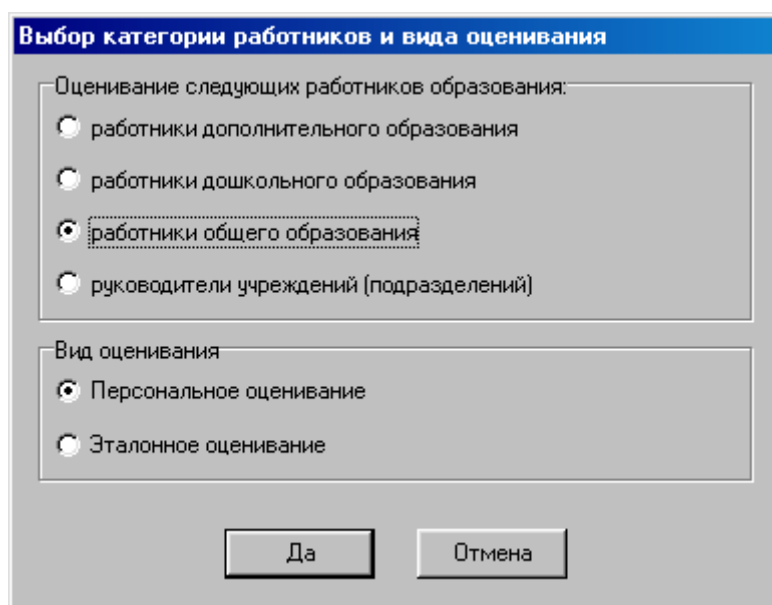 Выбор категории работников и вида оценивания
Оценивание следующих работников образования:
работники дополнительного образования
работники дошкольного образования
работники общего образования
руководители учреждений (подразделений)
Вид оценивания
Персональное оценивание
Эталонное оценивание
Да Отмена